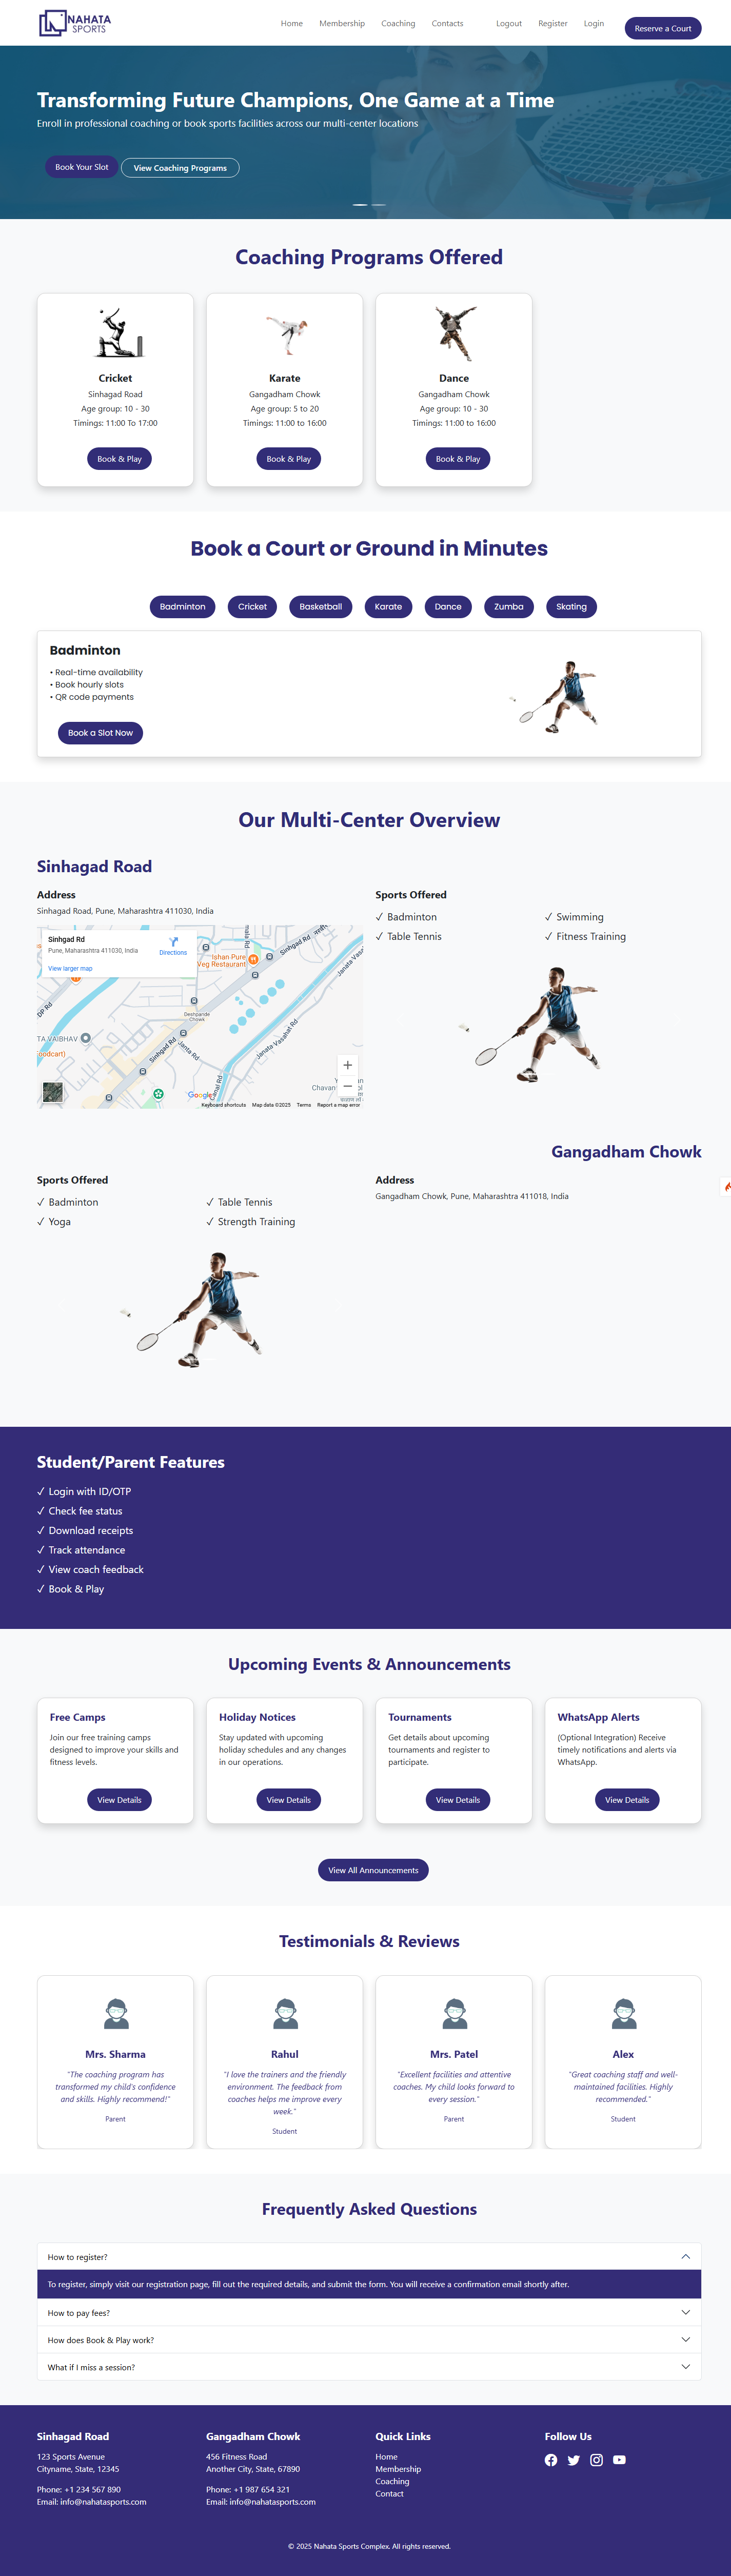 NAHATA
SPORTS
Home
Membership
Coaching
Contacts
Logout
Register
Login
Reserve a Court
Transforming Future Champions, One Game at a Time
Enroll in professional coaching or book sports facilities across our multi-center locations
Book Your Slot
View Coaching Programs
Coaching Programs Offered
Cricket
Sinhagad Road
Age group: 10 - 30
Timings: 11:00 To 17:00
Book & Play
Karate
Gangadham Chowk
Age group: 5 to 20
Timings: 11:00 to 16:00
Book & Play
Dance
Gangadham Chowk
Age group: 10 - 30
Timings: 11:00 to 16:00
Book & Play
Book a Court or Ground in Minutes
Badminton
Cricket
Basketball
Karate
Dance
Zumba
Skating
Badminton
• Real-time availability
• Book hourly slots
• QR code payments
Book a Slot Now
Our Multi-Center Overview
Sinhagad Road
Address
Sinhagad Road, Pune, Maharashtra 411030, India
Sinhgad Rd
Pune, Maharashtra 411030, India
Directions
View larger map
Ishan Pure
Veg Restaurant
Sinhgad Rd
Janata Vasa
DP Rd
Deshpande
Chowk
TA VAIBHAV
oodcart)
Sinhgad Rd
Janta Rd
Janata Vasahat Rd
Canal Rd
Chavan
Google
Keyboard shortcuts
Map data ©2025
Terms
Report a map error
Sports Offered
✓ Badminton
✓ Swimming
✓ Table Tennis
✓ Fitness Training
Gangadham Chowk
Sports Offered
✓ Badminton
✓ Table Tennis
✓ Yoga
✓ Strength Training
Address
Gangadham Chowk, Pune, Maharashtra 411018, India
Student/Parent Features
✓ Login with ID/OTP
✓ Check fee status
✓ Download receipts
✓ Track attendance
✓ View coach feedback
✓ Book & Play
Upcoming Events & Announcements
Free Camps
Join our free training camps
designed to improve your skills and
fitness levels.
View Details
Holiday Notices
Stay updated with upcoming
holiday schedules and any changes
in our operations.
View Details
Tournaments
Get details about upcoming
tournaments and register to
participate.
View Details
WhatsApp Alerts
(Optional Integration) Receive
timely notifications and alerts via
WhatsApp.
View Details
View All Announcements
Testimonials & Reviews
Mrs. Sharma
"The coaching program has
transformed my child's confidence
and skills. Highly recommend!"
Parent
Rahul
"I love the trainers and the friendly
environment. The feedback from
coaches helps me improve every
week."
Student
Mrs. Patel
"Excellent facilities and attentive
coaches. My child looks forward to
every session."
Parent
Alex
"Great coaching staff and well-
maintained facilities. Highly
recommended."
Student
Frequently Asked Questions
How to register?
To register, simply visit our registration page, fill out the required details, and submit the form. You will receive a confirmation email shortly after.
How to pay fees?
How does Book & Play work?
What if I miss a session?
Sinhagad Road
123 Sports Avenue
Cityname, State, 12345
Phone: +1 234 567 890
Email: info@nahatasports.com
Gangadham Chowk
456 Fitness Road
Another City, State, 67890
Phone: +1 987 654 321
Email: info@nahatasports.com
Quick Links
Home
Membership
Coaching
Contact
Follow Us
© 2025 Nahata Sports Complex. All rights reserved.